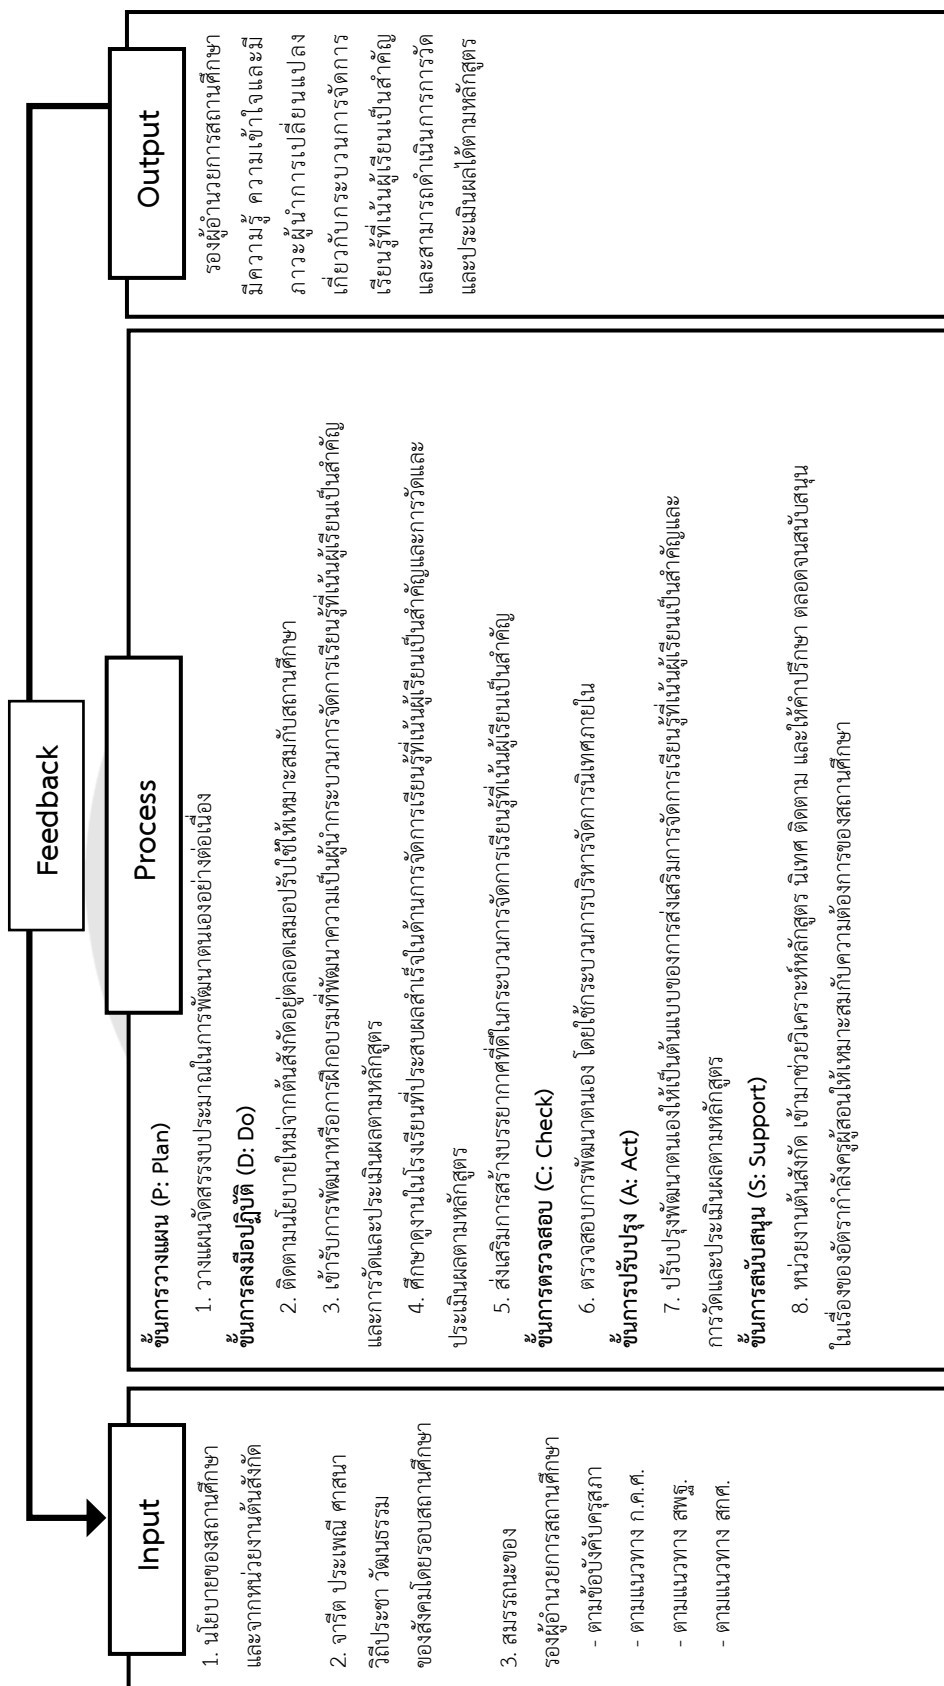 Feedback
Input
1. นโยบายของสถานศึกษา
และจากหน่วยงานต้นสังกัด
2. จารีต ประเพณี ศาสนา
วิถีประชา วัฒนธรรม
ของสังคมโดยรอบสถานศึกษา
3. สมรรถนะของ
รองผู้อำนวยการสถานศึกษา
- ตามข้อบังคับคุรุสภา
- ตามแนวทาง ก.ค.ศ.
- ตามแนวทาง สพฐ.
- ตามแนวทาง สกศ.
Process
ขั้นการวางแผน (P: Plan)
1. วางแผนจัดสรรงบประมาณในการพัฒนาตนเองอย่างต่อเนื่อง
ขั้นการลงมือปฏิบัติ (D: Do)
2. ติดตามนโยบายใหม่จากต้นสังกัดอยู่ตลอดเสมอปรับใช้ให้เหมาะสมกับสถานศึกษา
3. เข้ารับการพัฒนาหรือการฝึกอบรมที่พัฒนาความเป็นผู้นำกระบวนการจัดการเรียนรู้ที่เน้นผู้เรียนเป็นสำคัญ
และการวัดและประเมินผลตามหลักสูตร
4. ศึกษาดูงานในโรงเรียนที่ประสบผลสำเร็จในด้านการจัดการเรียนรู้ที่เน้นผู้เรียนเป็นสำคัญและการวัดและ
ประเมินผลตามหลักสูตร
5. ส่งเสริมการสร้างบรรยากาศที่ดีในกระบวนการจัดการเรียนรู้ที่เน้นผู้เรียนเป็นสำคัญ
ขั้นการตรวจสอบ (C: Check)
6. ตรวจสอบการพัฒนาตนเอง โดยใช้กระบวนการบริหารจัดการนิเทศภายใน
ขั้นการปรับปรุง (A: Act)
7. ปรับปรุงพัฒนาตนเองให้เป็นต้นแบบของการส่งเสริมการจัดการเรียนรู้ที่เน้นผู้เรียนเป็นสำคัญและ
การวัดและประเมินผลตามหลักสูตร
ขั้นการสนับสนุน (S: Support)
8. หน่วยงานต้นสังกัด เข้ามาช่วยวิเคราะห์หลักสูตร นิเทศ ติดตาม และให้คำปรึกษา ตลอดจนสนับสนุน
ในเรื่องของอัตรากำลังครูผู้สอนให้เหมาะสมกับความต้องการของสถานศึกษา
Output
รองผู้อำนวยการสถานศึกษา
มีความรู้ ความเข้าใจและมี
ภาวะผู้นำการเปลี่ยนแปลง
เกี่ยวกับกระบวนการจัดการ
เรียนรู้ที่เน้นผู้เรียนเป็นสำคัญ
และสามารถดำเนินการการวัด
และประเมินผลได้ตามหลักสูตร